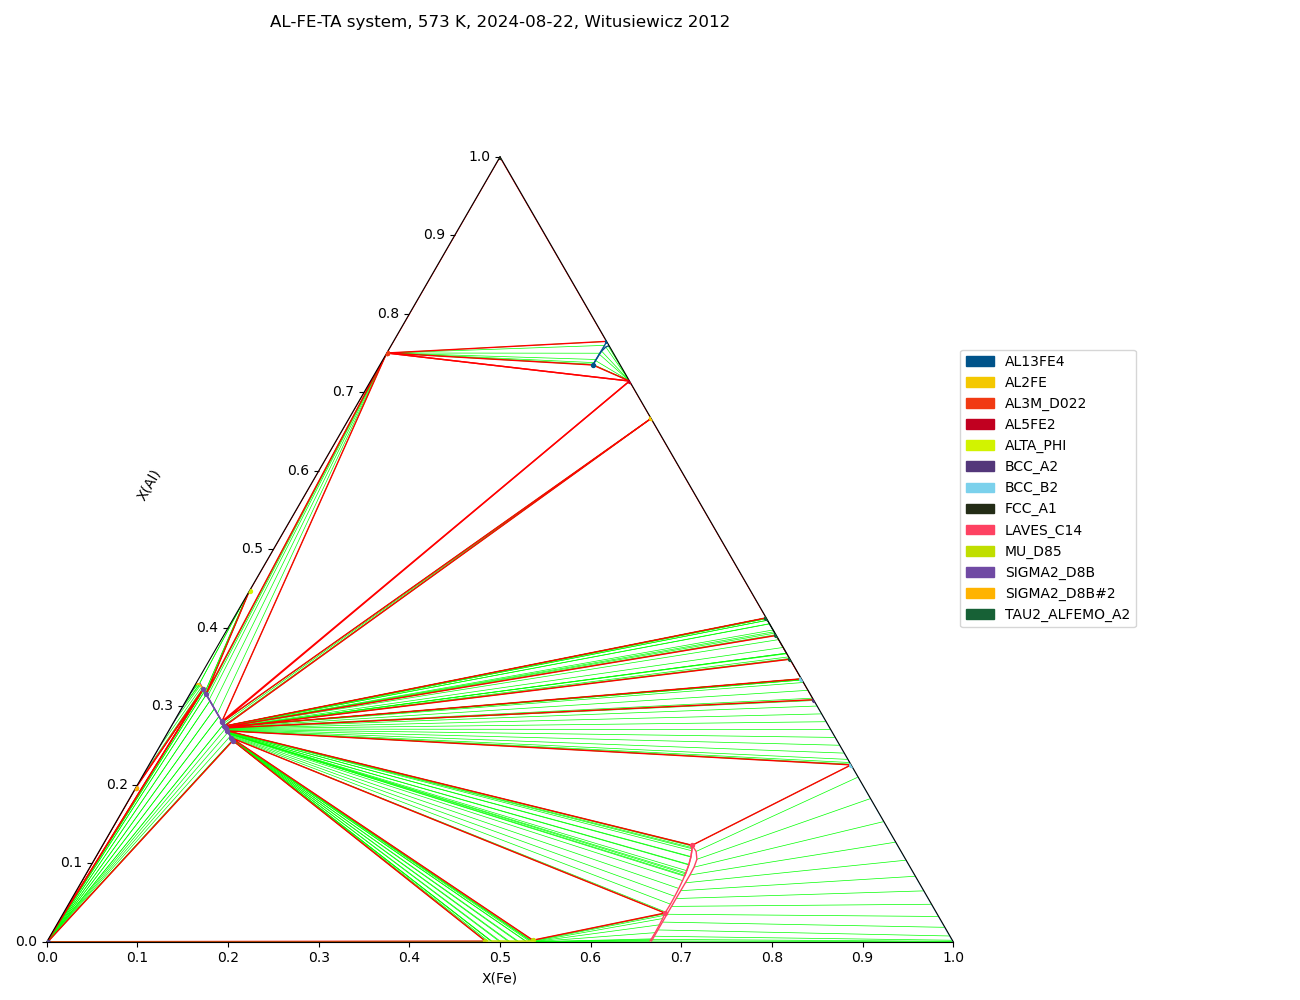 AL-FE-TA system, 573 K, 2024-08-22, Witusiewicz 2012
1.0
0.9
0.8
0.7
0.6
0.5
0.4
0.3
0.2
0.1
0.0
X(Al)
0.0 0.1 0.2 0.3 0.4 0.5 0.6 0.7 0.8 0.9 1.0
X(Fe)
AL13FE4
AL2FE
AL3M_D022
AL5FE2
ALTA_PHI
BCC_A2
BCC_B2
FCC_A1
LAVES_C14
MU_D85
SIGMA2_D8B
SIGMA2_D8B#2
TAU2_ALFEMO_A2